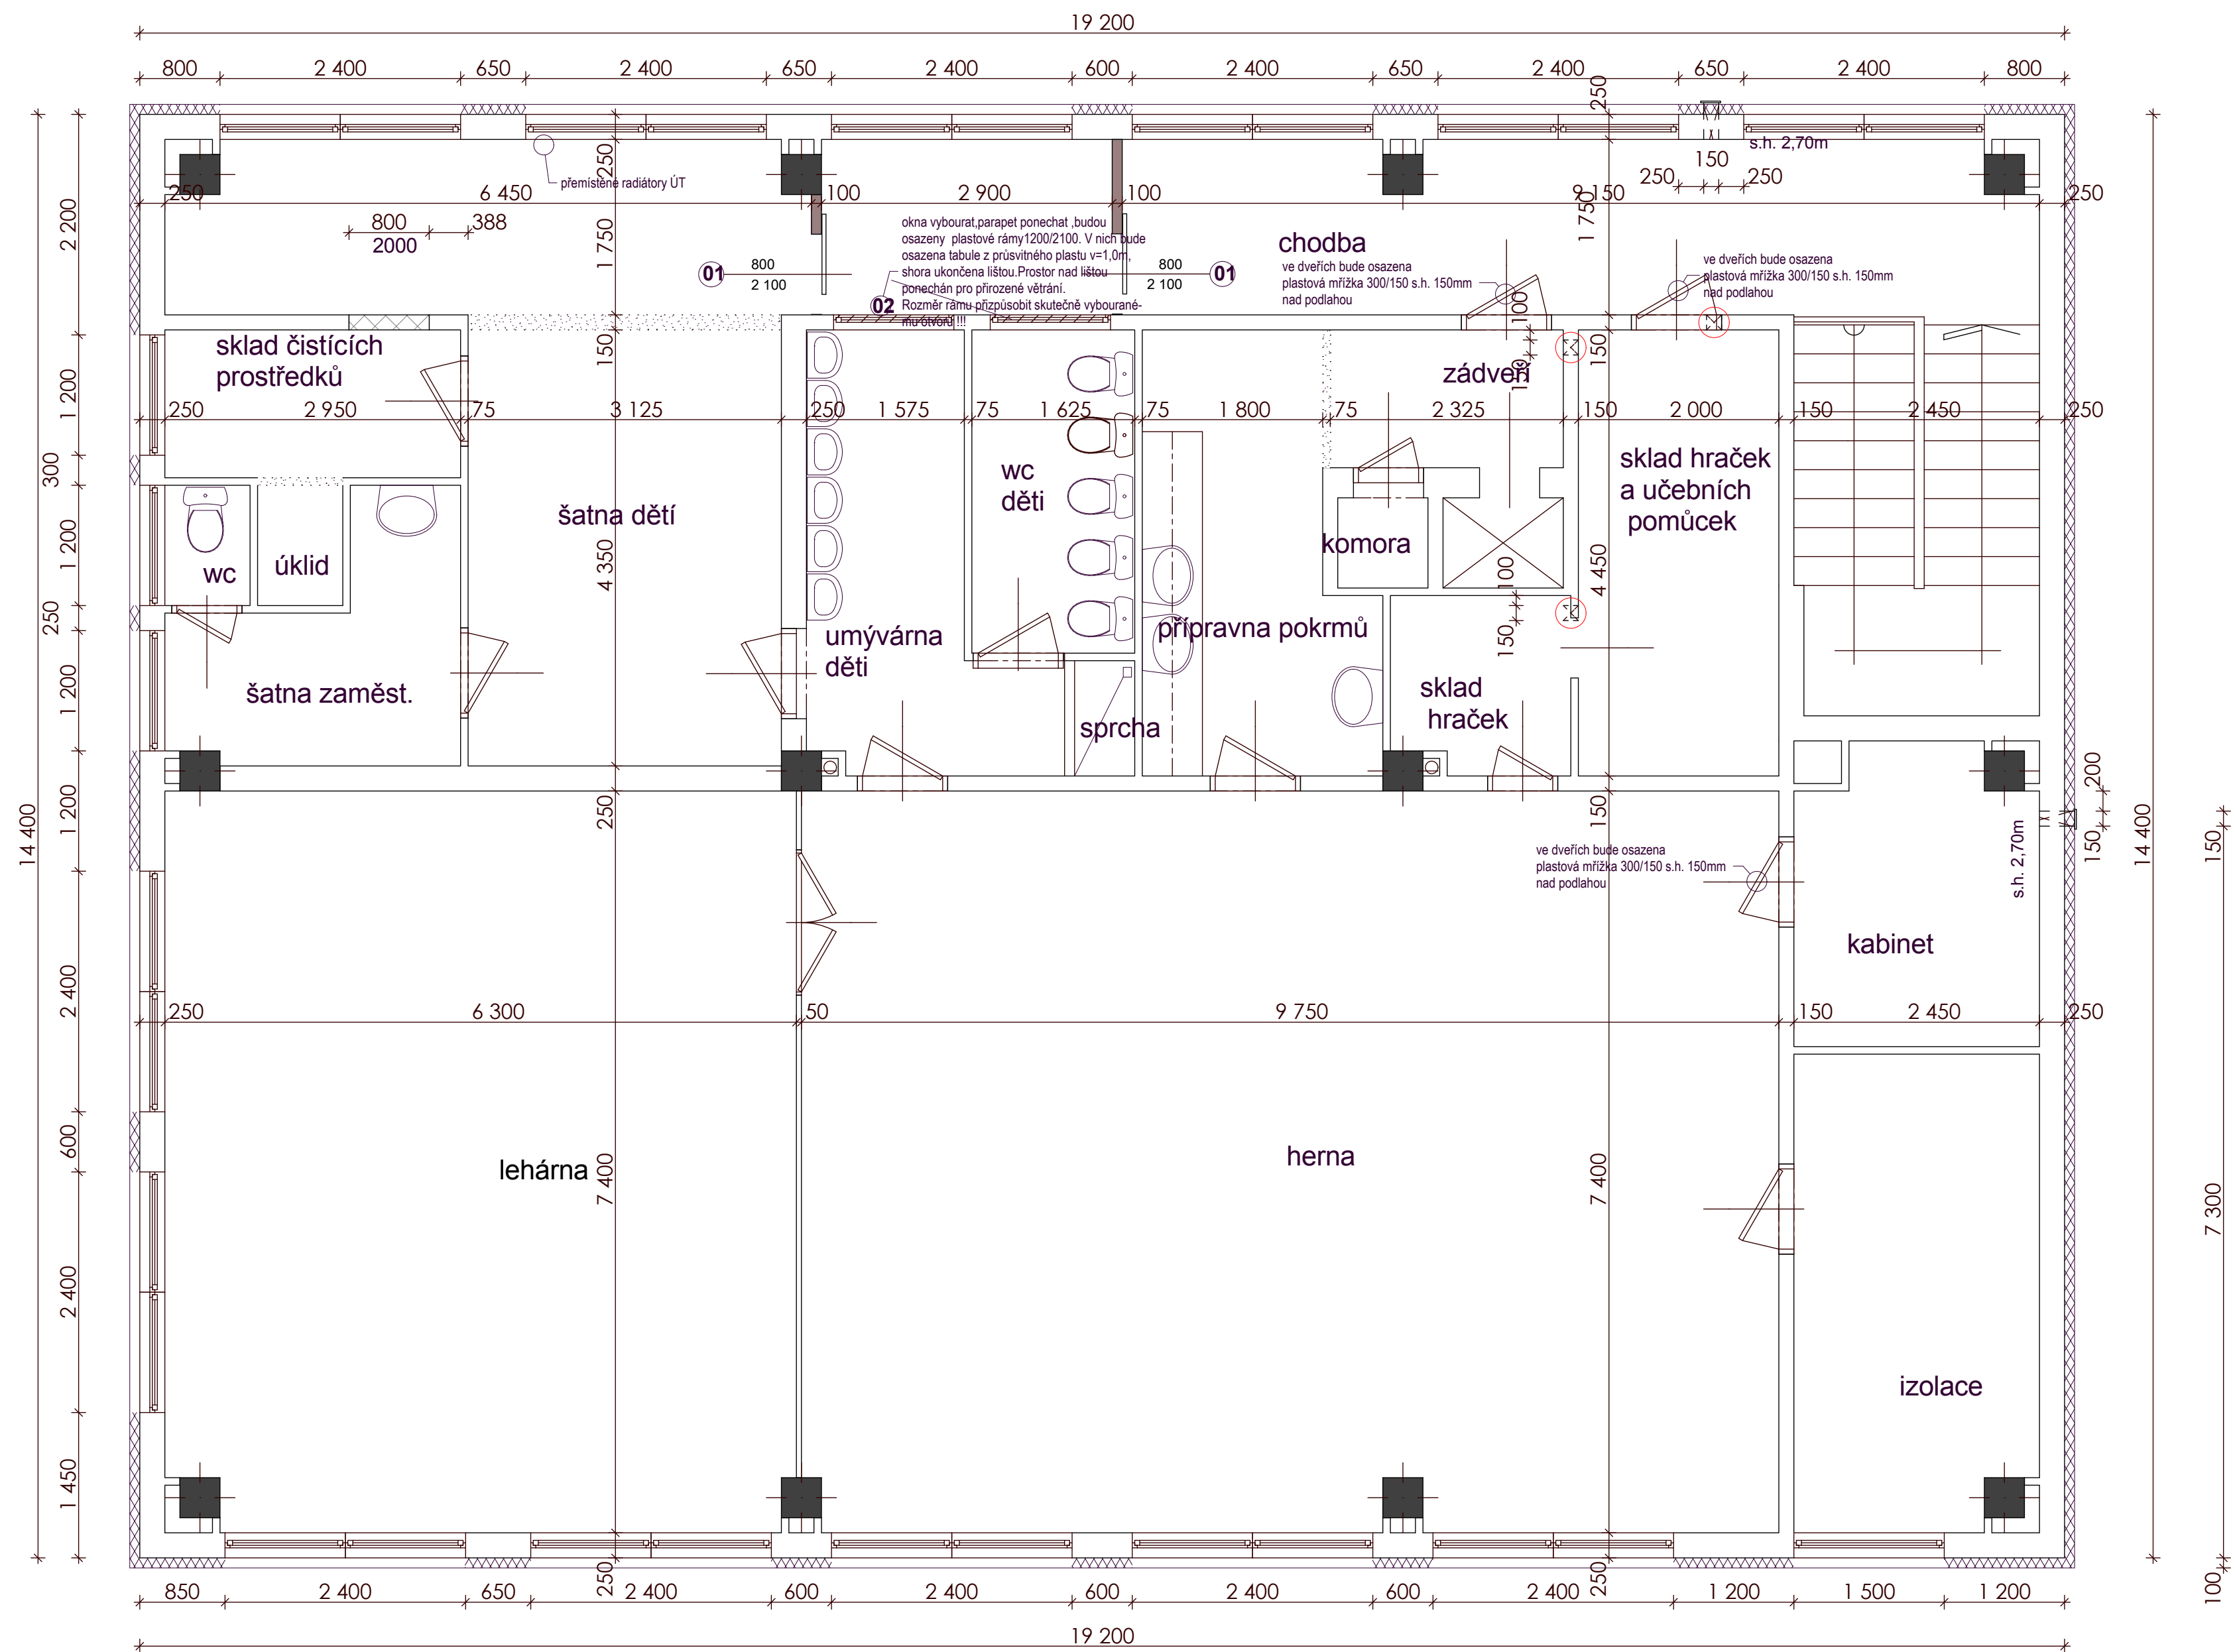 19 200
800 2 400 650 2 400 650 2 400 600 2 400 650 2 400 650 2 400 800
250
s.h. 2,70m
150
250 250
250
přemístěné radiátory ÚT
250 6 450 100 2 900 100 9 150 250
800 388
2000
1 750
1 750
okna vybourat,parapet ponechat ,budou
osazeny plastové rámy1200/2100. V nich bude
osazena tabule z průsvitného plastu v=1,0m,
shora ukončena lištou.Prostor nad lištou
ponechán pro přirozené větrání.
Rozměr rámu přizpůsobit skutečně vybourané-
mu otvoru !!!
01 800
2 100
800 01
2 100
02
chodba
ve dveřích bude osazena
plastová mřížka 300/150 s.h. 150mm
nad podlahou
ve dveřích bude osazena
plastová mřížka 300/150 s.h. 150mm
nad podlahou
100
150
150
150
sklad čistících
prostředků
zádveří
250 2 950 75 3 125 250 1 575 75 1 625 75 1 800 75 2 325 150 2 000 150 2 450 250
wc
děti
sklad hraček
a učebních
pomůcek
šatna dětí
komora
úklid
wc
4 350
4 450
100
150
umývárna
děti
přípravna pokrmů
šatna zaměst.
sklad
hraček
sprcha
250
150
200
150
s.h. 2,70m
ve dveřích bude osazena
plastová mřížka 300/150 s.h. 150mm
nad podlahou
kabinet
250 6 300 50 9 750 150 2 450 250
lehárna
herna
7 400
7 400
izolace
250
250
850 2 400 650 2 400 600 2 400 600 2 400 600 2 400 1 200 1 500 1 200
19 200
14 400
2 200
1 200
300
1 200
250
1 200
1 200
2 400
600
2 400
1 450
14 400
150
7 300
100